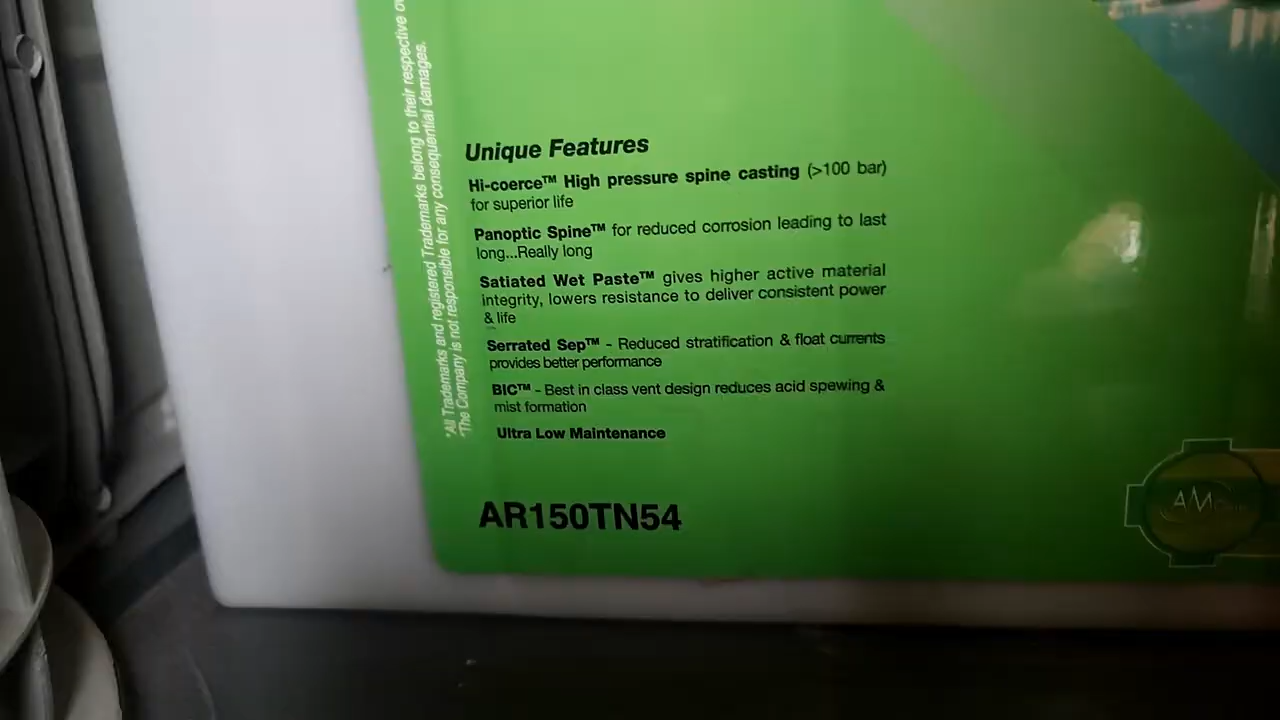 *All Trademarks and registered Trademarks belong to their respective
*The Company is not responsible for any consequential damages.
Unique Features
Hi-coerce™ High pressure spine casting (>100 bar)
for superior life
Panoptic Spine™ for reduced corrosion leading to last
long...Really long
Satiated Wet Paste™ gives higher active material
integrity, lowers resistance to deliver consistent power
& life
Serrated Sep™ - Reduced stratification & float currents
provides better performance
BIC™ - Best in class vent design reduces acid spewing &
mist formation
Ultra Low Maintenance
AR150TN54